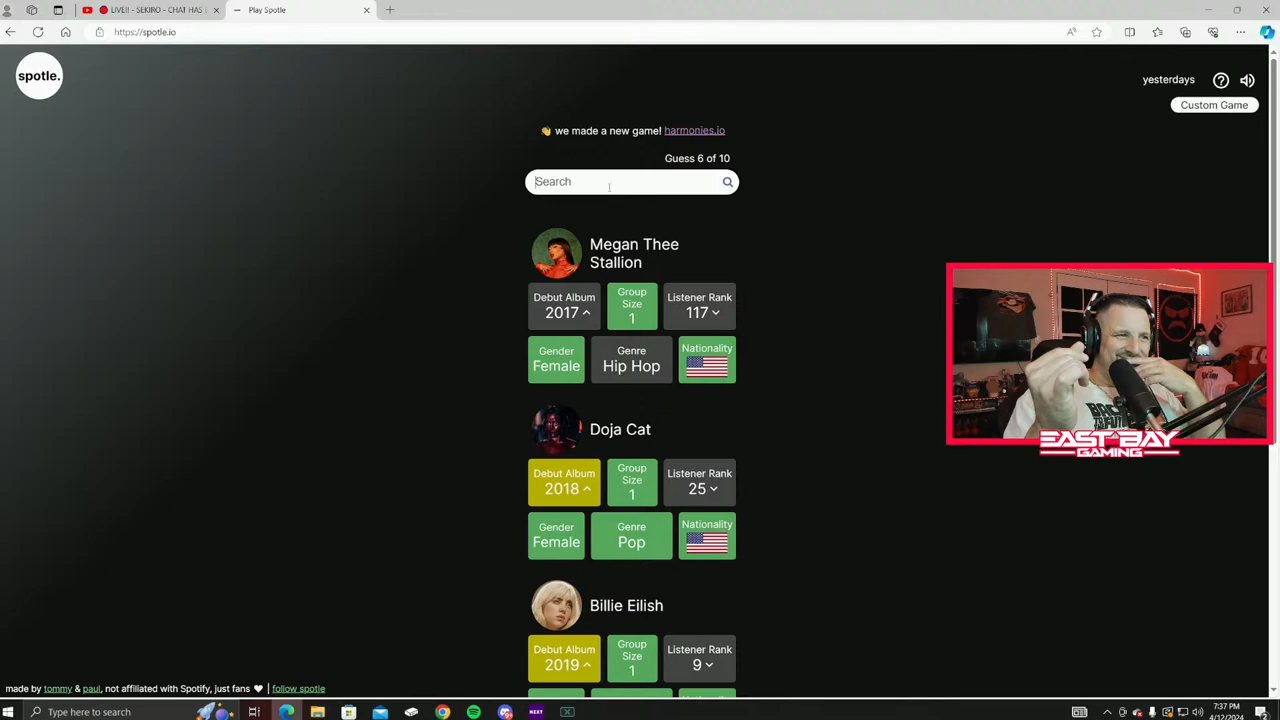 LIVE!! - SEKIRO - CHAT HAS
Play Spotle
https://spotle.io
spotle.
yesterdays
Custom Game
👋 we made a new game! harmonies.io
Guess 6 of 10
Search
Megan Thee
Stallion
Debut Album
2017
Group
Size
1
Listener Rank
117
Gender
Female
Genre
Hip Hop
Nationality
Doja Cat
Debut Album
2018
Group
Size
1
Listener Rank
25
Gender
Female
Genre
Pop
Nationality
Billie Eilish
Debut Album
2019
Group
Size
1
Listener Rank
9
EAST BAY
GAMING
made by tommy & paul, not affiliated with Spotify, just fans ♥ | follow spotle
Type here to search
7:37 PM
4/12/2024